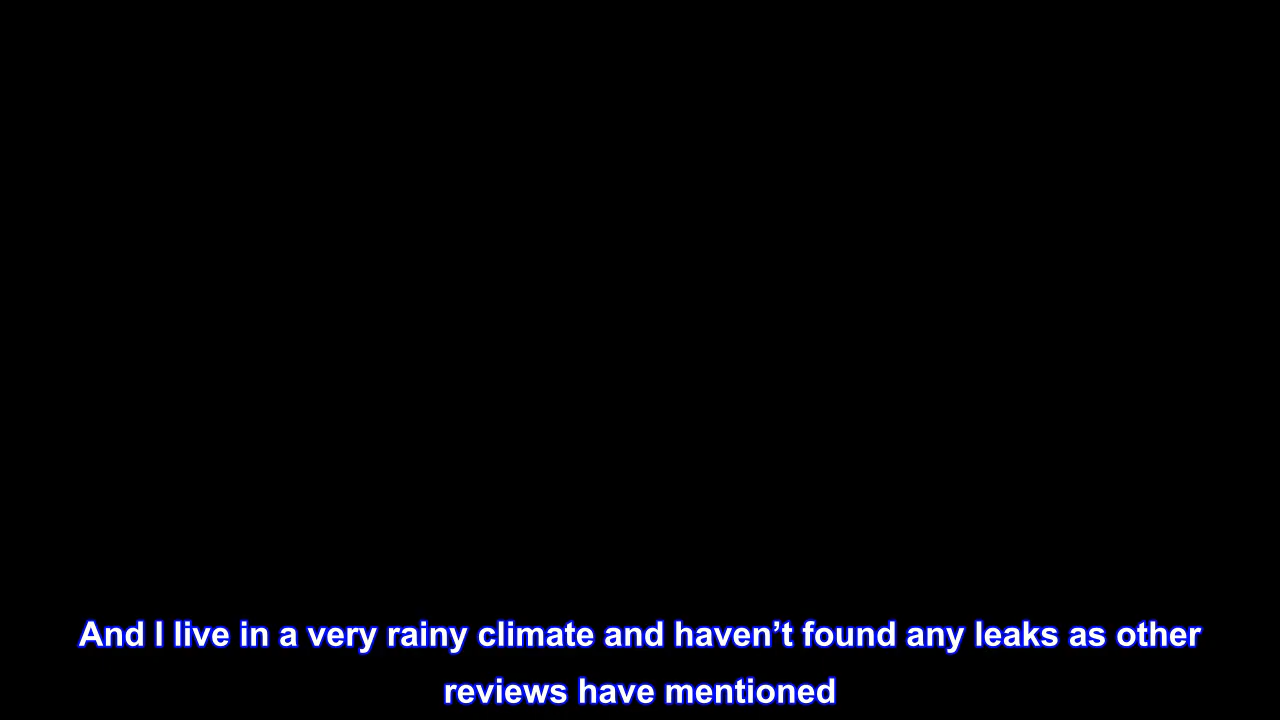 And I live in a very rainy climate and haven’t found any leaks as other
reviews have mentioned